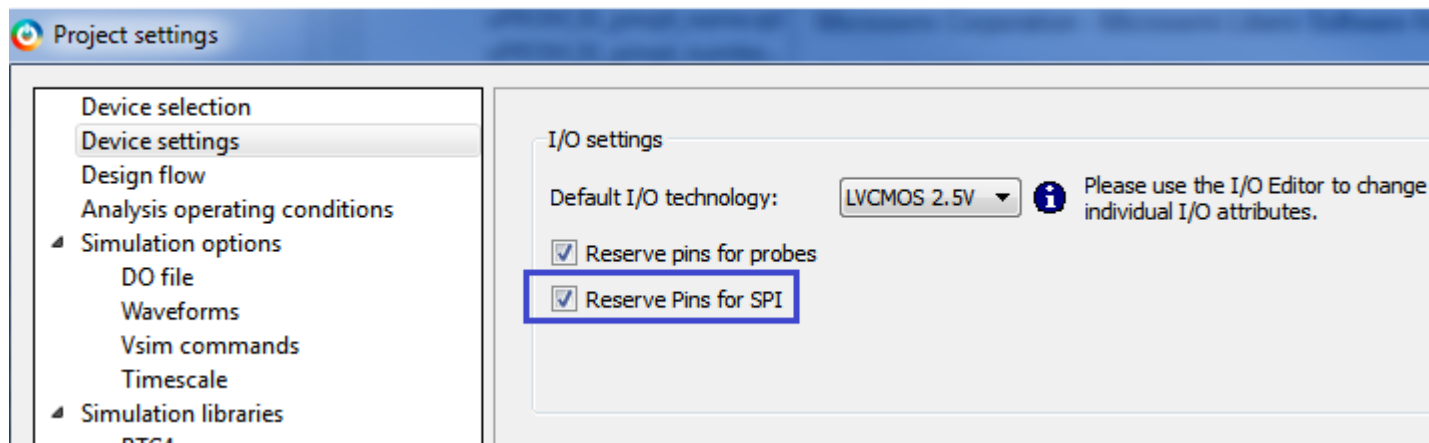 Project settings
Device selection
Device settings
Design flow
Analysis operating conditions
Simulation options
DO file
Waveforms
Vsim commands
Timescale
Simulation libraries
I/O settings
Default I/O technology:
LVCMOS 2.5V
Please use the I/O Editor to change
individual I/O attributes.
Reserve pins for probes
Reserve Pins for SPI